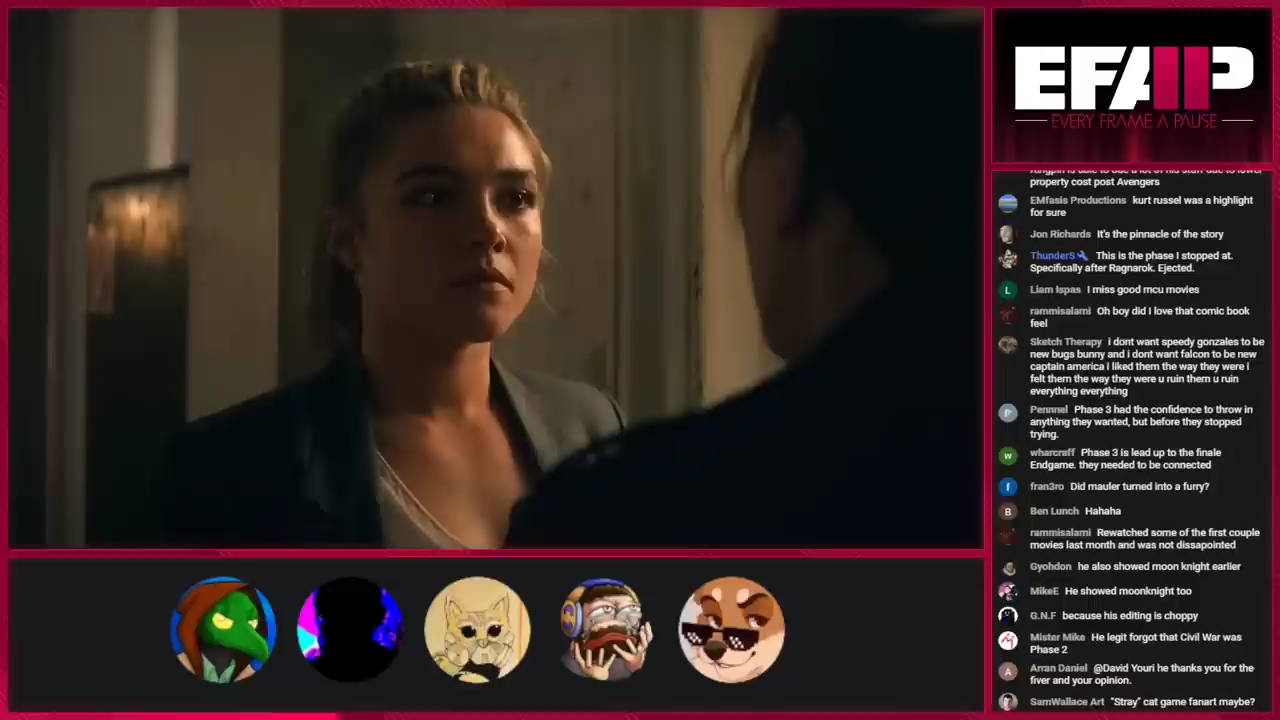 EFAP
EVERY FRAME A PAUSE
property cost post Avengers
EMfasis Productions kurt russel was a highlight
for sure
Jon Richards It's the pinnacle of the story
ThunderS This is the phase I stopped at.
Specifically after Ragnarok. Ejected.
L
Liam Ispas I miss good mcu movies
rammisalami Oh boy did I love that comic book
feel
Sketch Therapy i dont want speedy gonzales to be
new bugs bunny and i dont want falcon to be new
captain america i liked them the way they were i
felt them the way they were u ruin them u ruin
everything everything
P
Pennnel Phase 3 had the confidence to throw in
anything they wanted, but before they stopped
trying.
w
wharcraff Phase 3 is lead up to the finale
Endgame. they needed to be connected
f
fran3ro Did mauler turned into a furry?
B
Ben Lunch Hahaha
rammisalami Rewatched some of the first couple
movies last month and was not dissapointed
Gyohdon he also showed moon knight earlier
MikeE He showed moonknight too
G.N.F because his editing is choppy
Mister Mike He legit forgot that Civil War was
Phase 2
A
Arran Daniel @David Youri he thanks you for the
fiver and your opinion.
SamWallace Art "Stray" cat game fanart maybe?